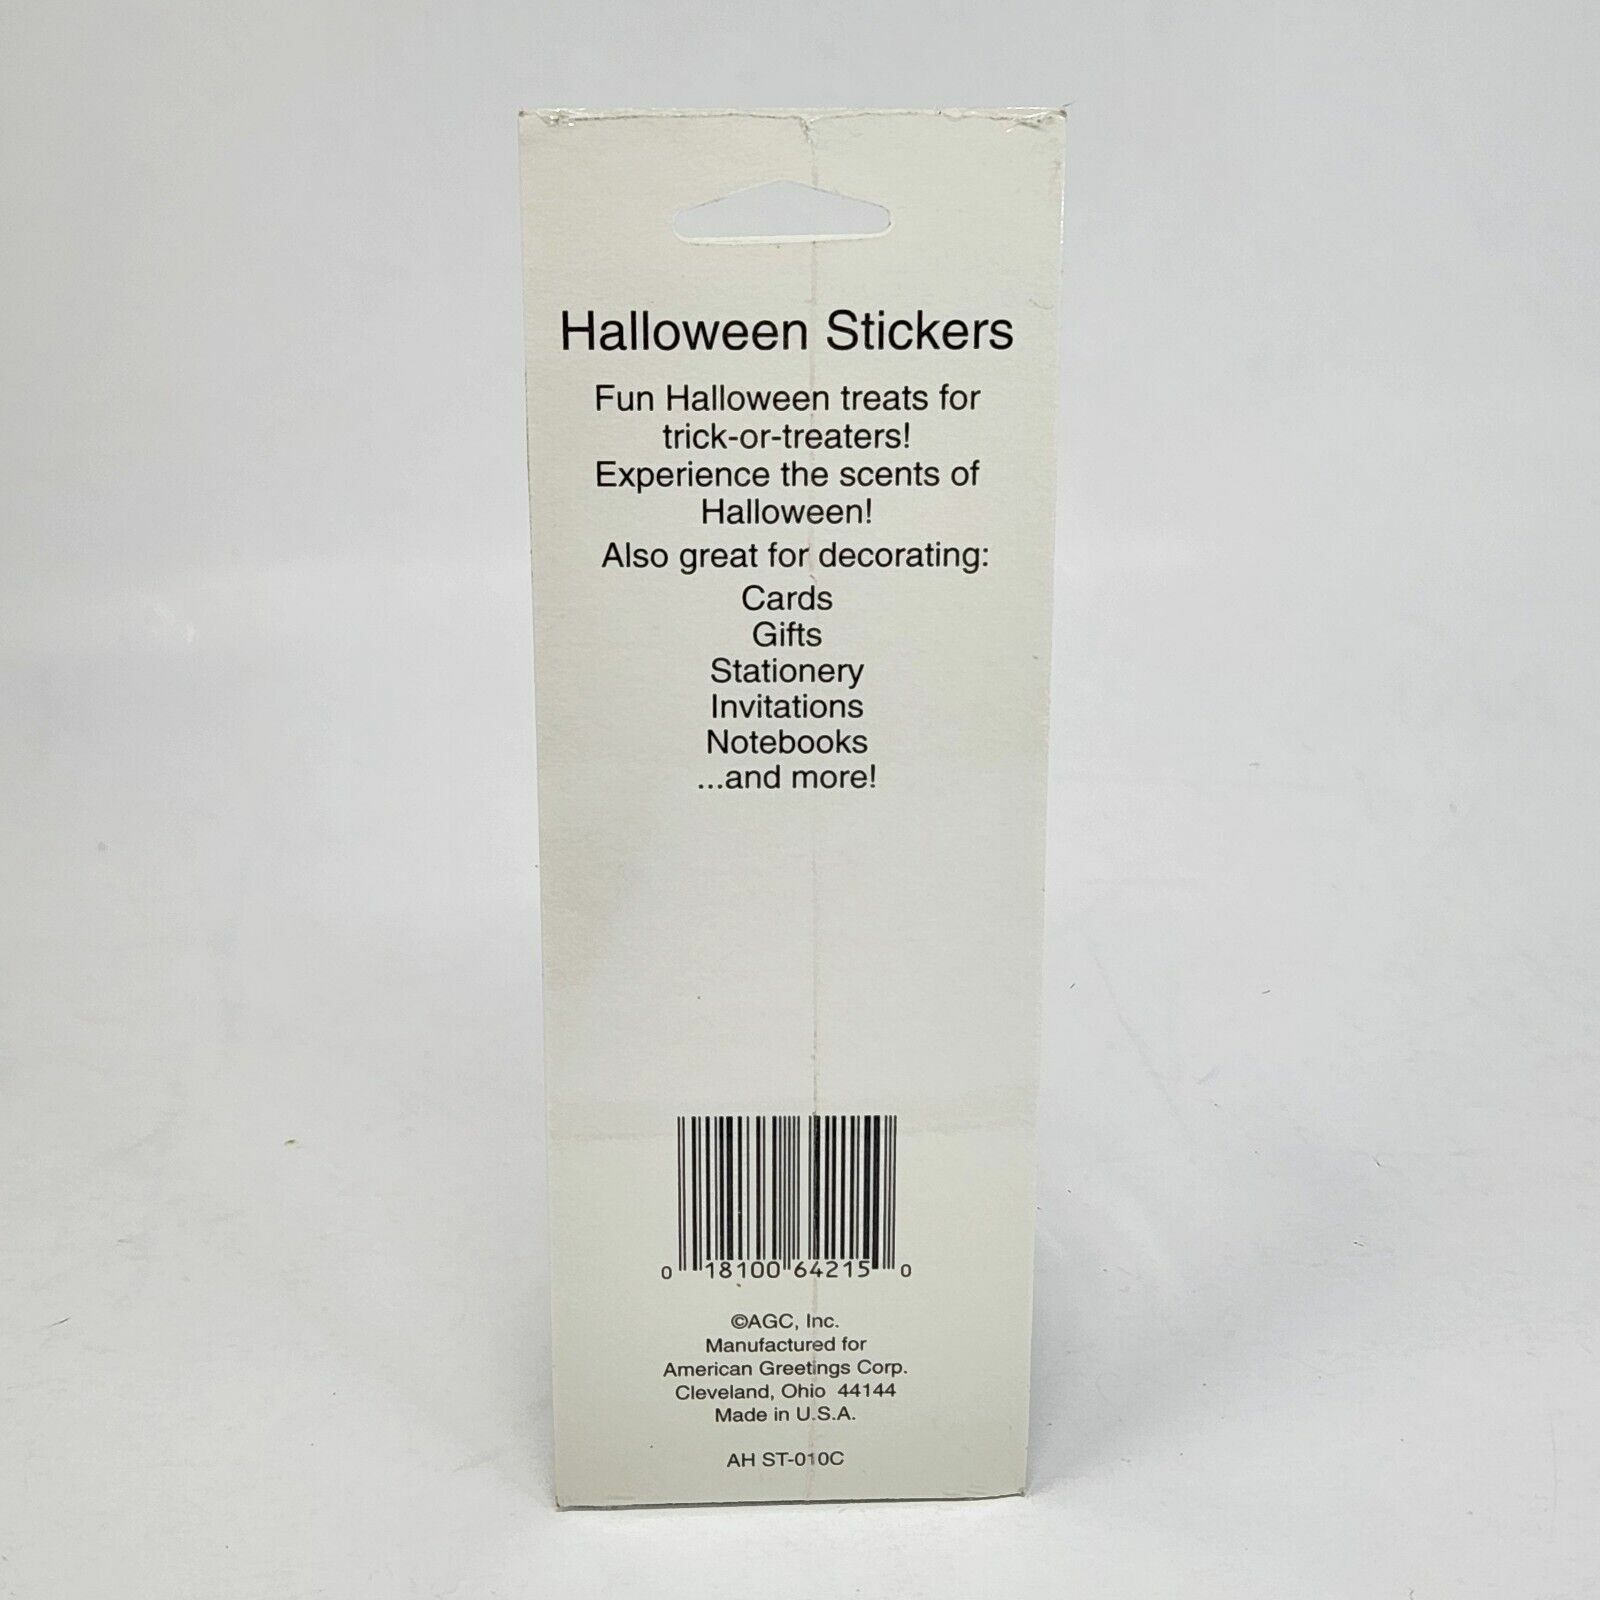 Halloween Stickers
Fun Halloween treats for
trick-or-treaters!
Experience the scents of
Halloween!
Also great for decorating:
Cards
Gifts
Stationery
Invitations
Notebooks
...and more!
0 18100 64215 0
©AGC, Inc.
Manufactured for
American Greetings Corp.
Cleveland, Ohio 44144
Made in U.S.A.
AH ST-010C